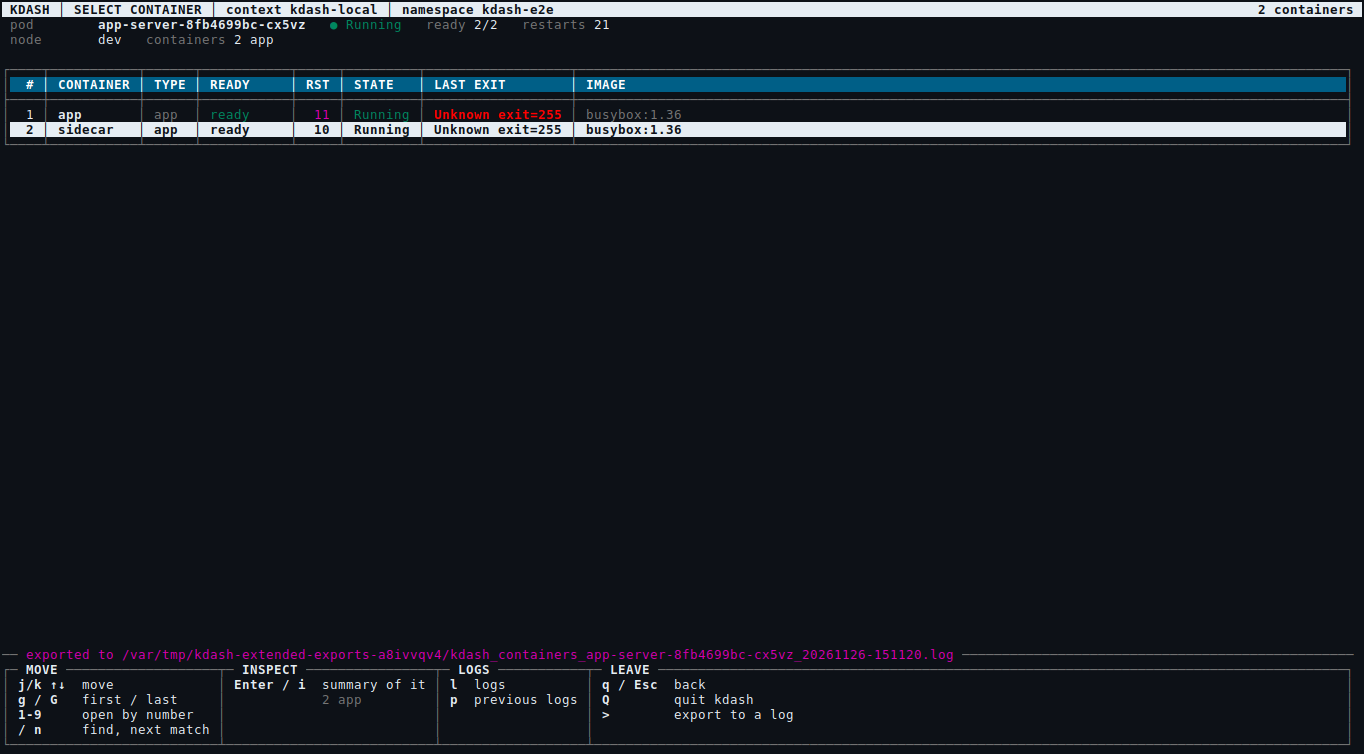 KDASH │ SELECT CONTAINER │ context kdash-local │ namespace kdash-e2e 2 containers
pod app-server-8fb4699bc-cx5vz ● Running ready 2/2 restarts 21
node dev containers 2 app
# │ CONTAINER │ TYPE │ READY │ RST │ STATE │ LAST EXIT │ IMAGE
1 │ app │ app │ ready │ 11 │ Running │ Unknown exit=255 │ busybox:1.36
2 │ sidecar │ app │ ready │ 10 │ Running │ Unknown exit=255 │ busybox:1.36
exported to /var/tmp/kdash-extended-exports-a8ivvqv4/kdash_containers_app-server-8fb4699bc-cx5vz_20261126-151120.log
MOVE INSPECT LOGS LEAVE
j/k ↑↓ move │ Enter / i summary of it │ l logs │ q / Esc back
g / G first / last │ 2 app │ p previous logs │ Q quit kdash
1-9 open by number │ > export to a log
/ n find, next match